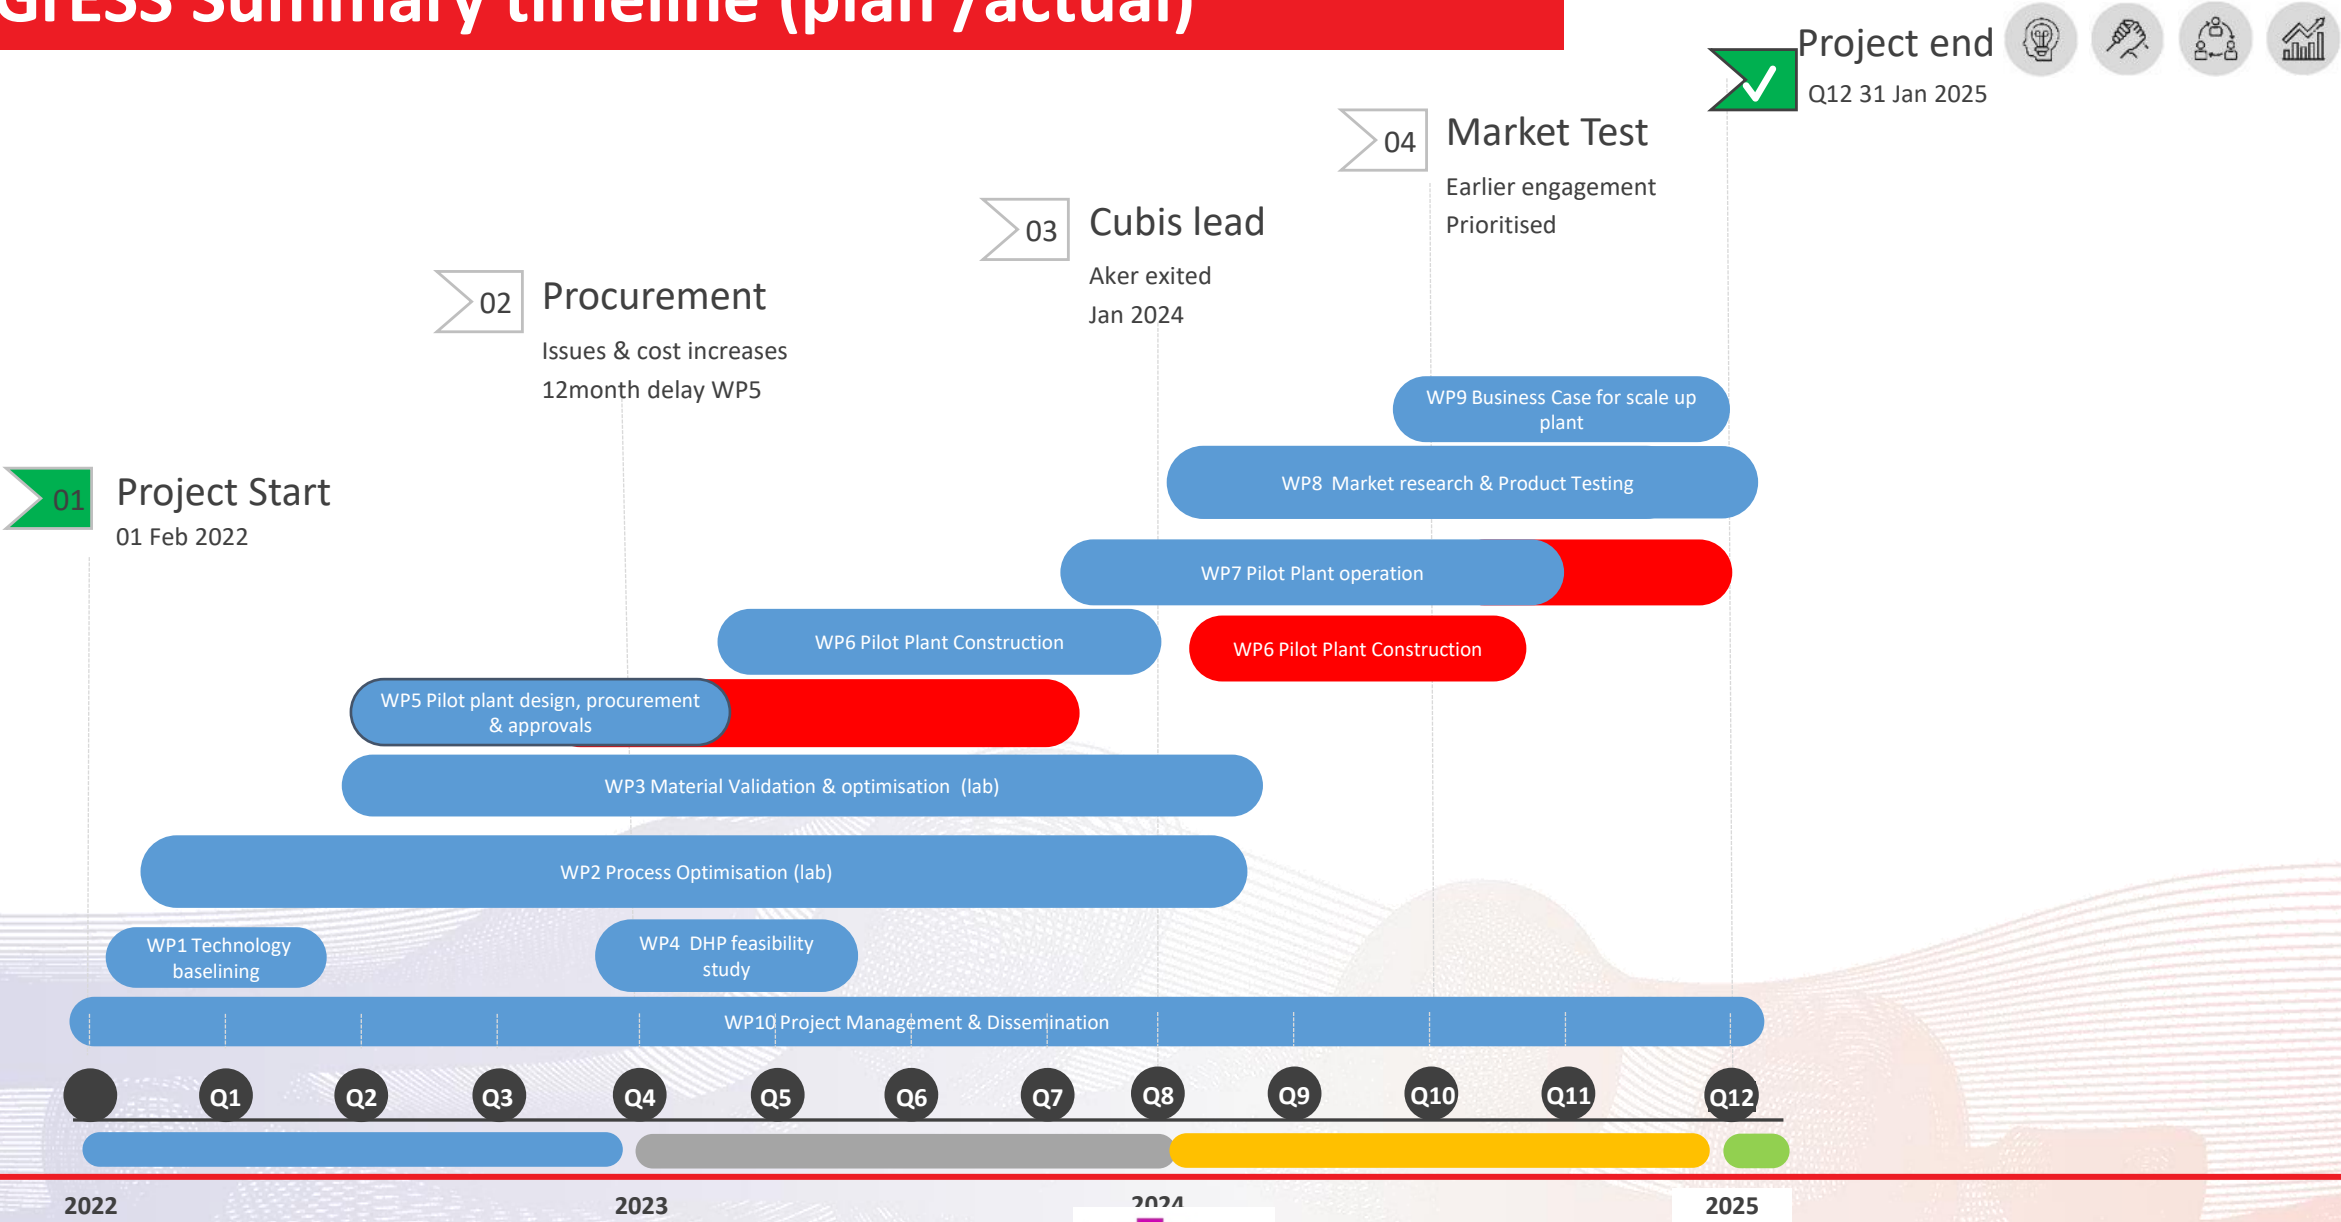 GrESS Summary timeline (plan /actual)
Project end
Q12 31 Jan 2025
04
Market Test
Earlier engagement
Prioritised
03
Cubis lead
Aker exited
Jan 2024
02
Procurement
Issues & cost increases
12month delay WP5
01
Project Start
01 Feb 2022
WP9 Business Case for scale up
plant
WP8 Market research & Product Testing
WP7 Pilot Plant operation
WP6 Pilot Plant Construction
WP6 Pilot Plant Construction
WP5 Pilot plant design, procurement
& approvals
WP3 Material Validation & optimisation (lab)
WP2 Process Optimisation (lab)
WP1 Technology
baselining
WP4 DHP feasibility
study
WP10 Project Management & Dissemination
Q1 Q2 Q3 Q4 Q5 Q6 Q7 Q8 Q9 Q10 Q11 Q12
2022 2023 2024 2025